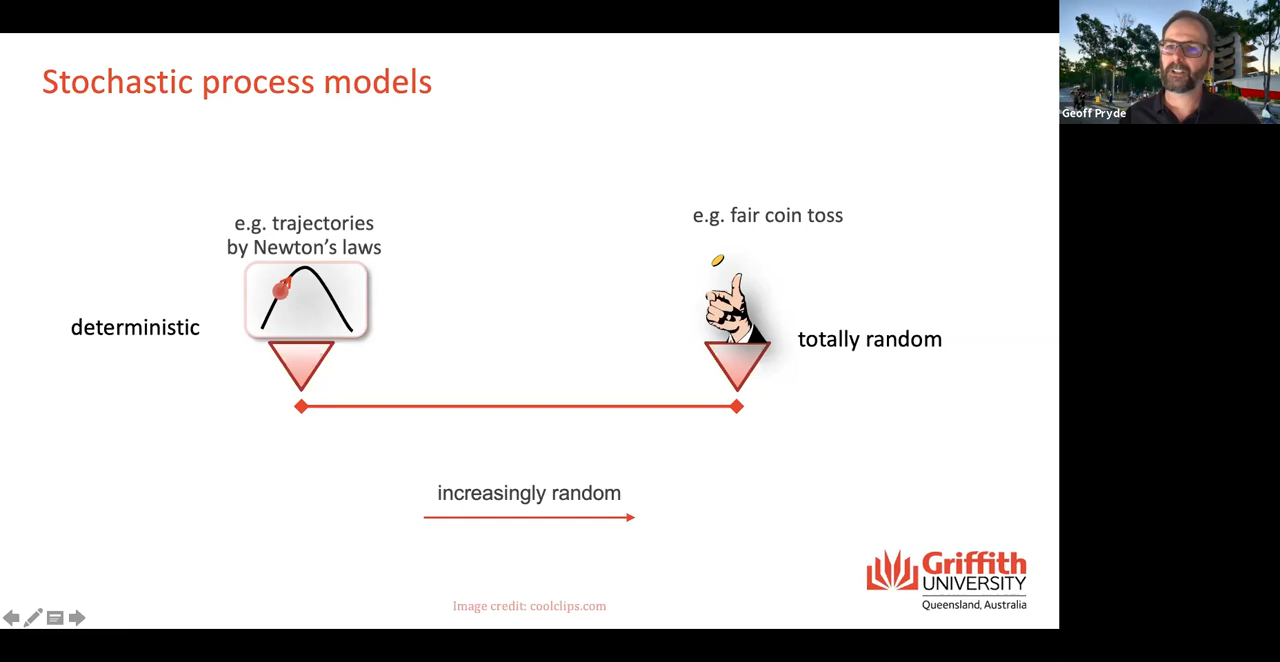 Stochastic process models
Geoff Pryde
e.g. trajectories
by Newton’s laws
e.g. fair coin toss
deterministic
totally random
increasingly random
Griffith
UNIVERSITY
Queensland, Australia
Image credit: coolclips.com